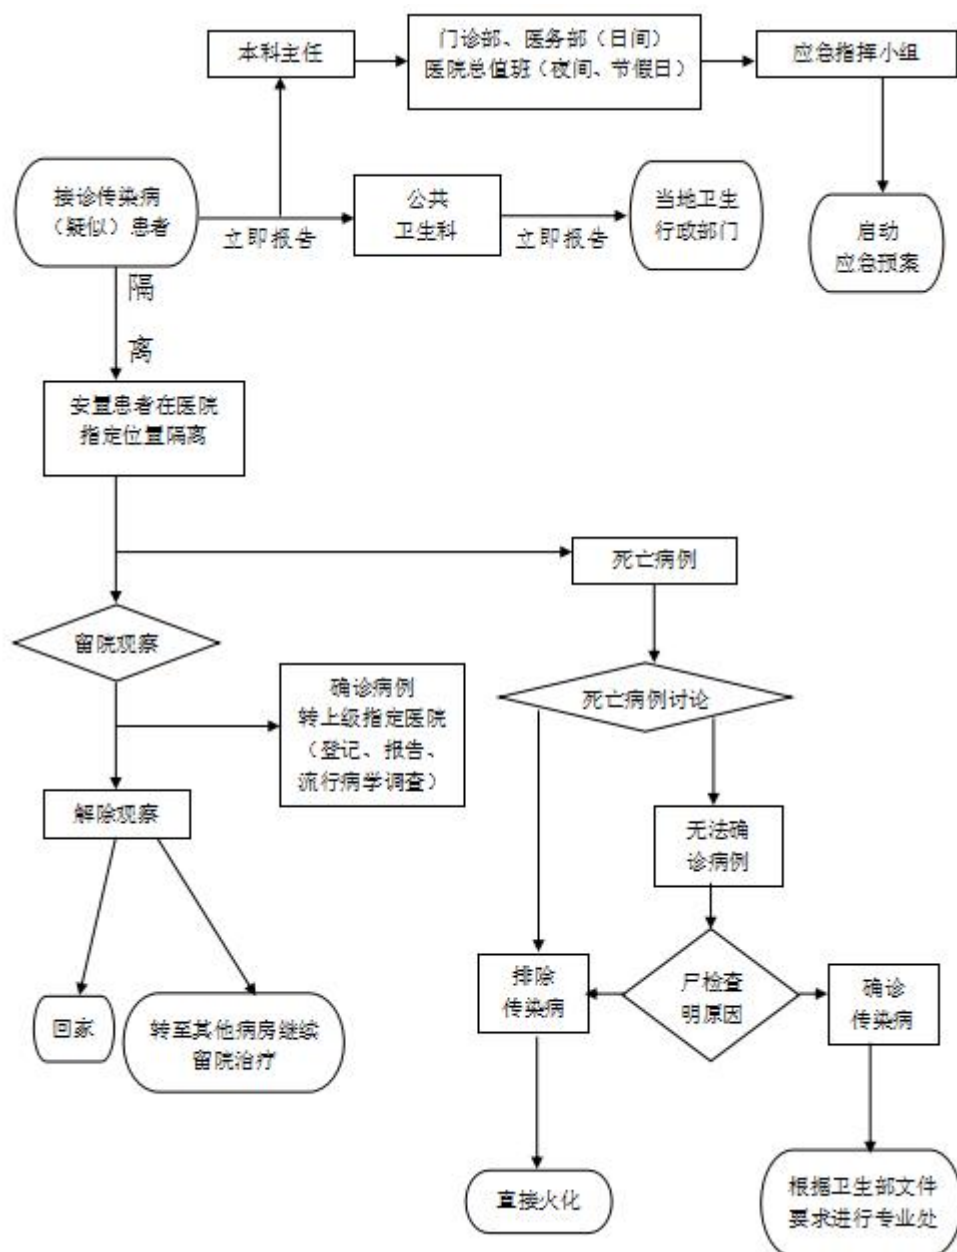 本科主任
门诊部、医务部（日间）
医院总值班（夜间、节假日）
应急指挥小组
接诊传染病
（疑似）患者
立即报告
公共
卫生科
立即报告
当地卫生
行政部门
启动
应急预案
隔
离
安置患者在医院
指定位置隔离
死亡病例
留院观察
确诊病例
转上级指定医院
（登记、报告、
流行病学调查）
死亡病例讨论
解除观察
无法确
诊病例
排除
传染病
尸检查
明原因
确诊
传染病
回家
转至其他病房继续
留院治疗
直接火化
根据卫生部文件
要求进行专业处